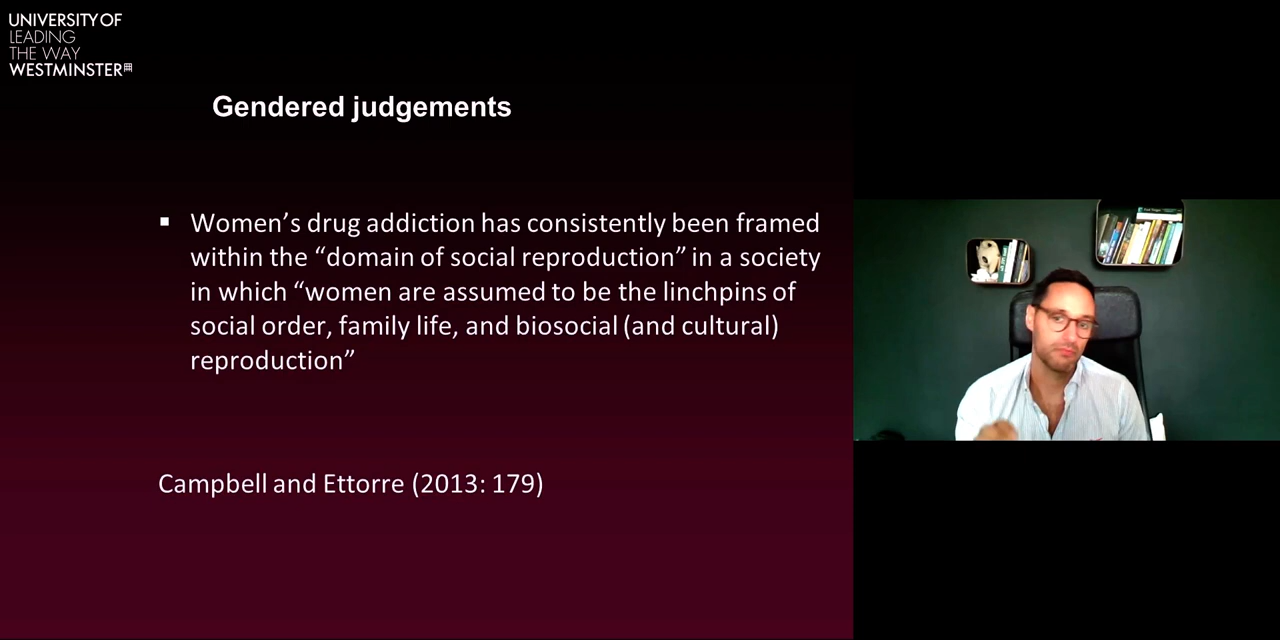 UNIVERSITY OF
LEADING
THE WAY
WESTMINSTER
Gendered judgements
▪ Women’s drug addiction has consistently been framed
within the “domain of social reproduction” in a society
in which “women are assumed to be the linchpins of
social order, family life, and biosocial (and cultural)
reproduction”
Campbell and Ettorre (2013: 179)